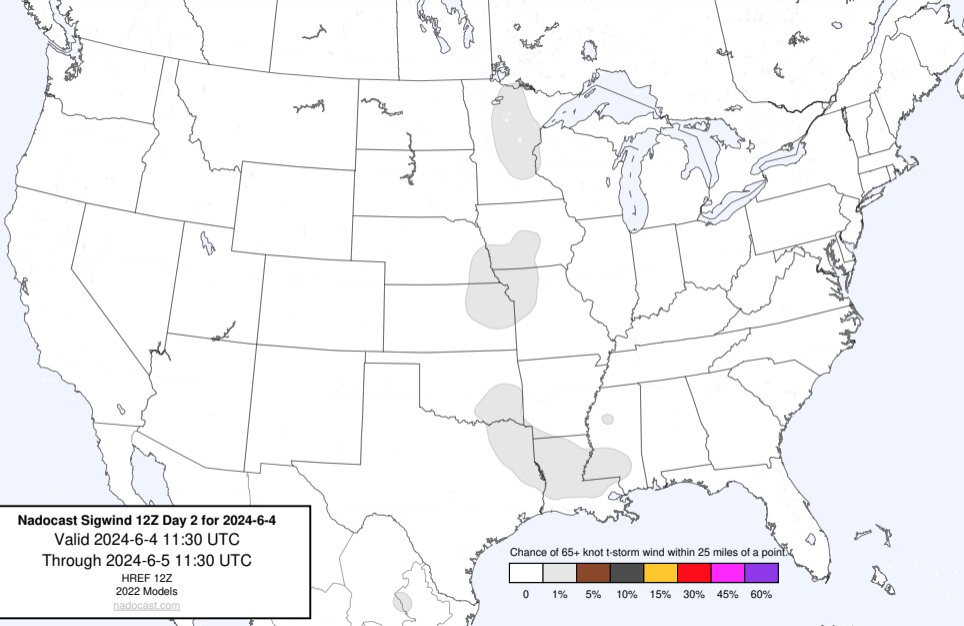 Nadocast Sigwind 12Z Day 2 for 2024-6-4
Valid 2024-6-4 11:30 UTC
Through 2024-6-5 11:30 UTC
HREF 12Z
2022 Models
nadocast.com
Chance of 65+ knot t-storm wind within 25 miles of a point.
0 1% 5% 10% 15% 30% 45% 60%